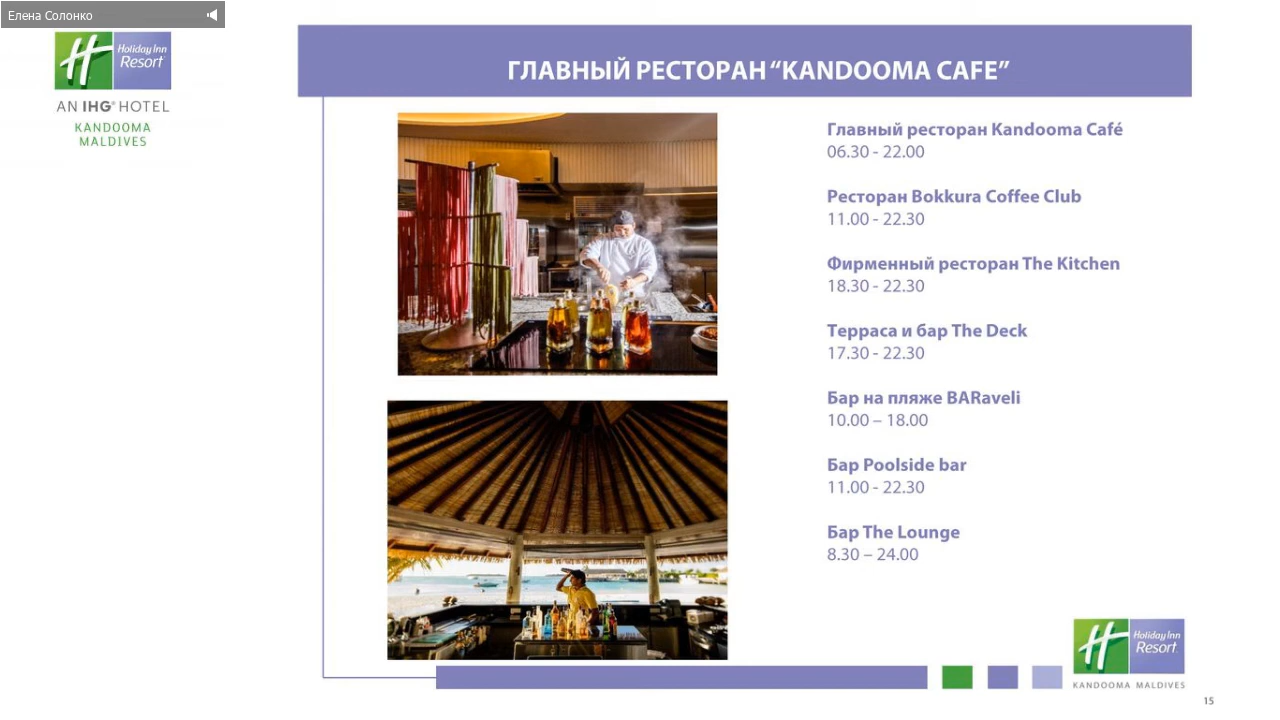 Елена Солонко
Holiday Inn
Resort
AN IHG® HOTEL
KANDOOMA
MALDIVES
ГЛАВНЫЙ РЕСТОРАН “KANDOOMA CAFE”
Главный ресторан Kandooma Café
06.30 - 22.00
Ресторан Bokkura Coffee Club
11.00 - 22.30
Фирменный ресторан The Kitchen
18.30 - 22.30
Терраса и бар The Deck
17.30 - 22.30
Бар на пляже BARaveli
10.00 – 18.00
Бар Poolside bar
11.00 - 22.30
Бар The Lounge
8.30 – 24.00
Holiday Inn
Resort
KANDOOMA MALDIVES
15